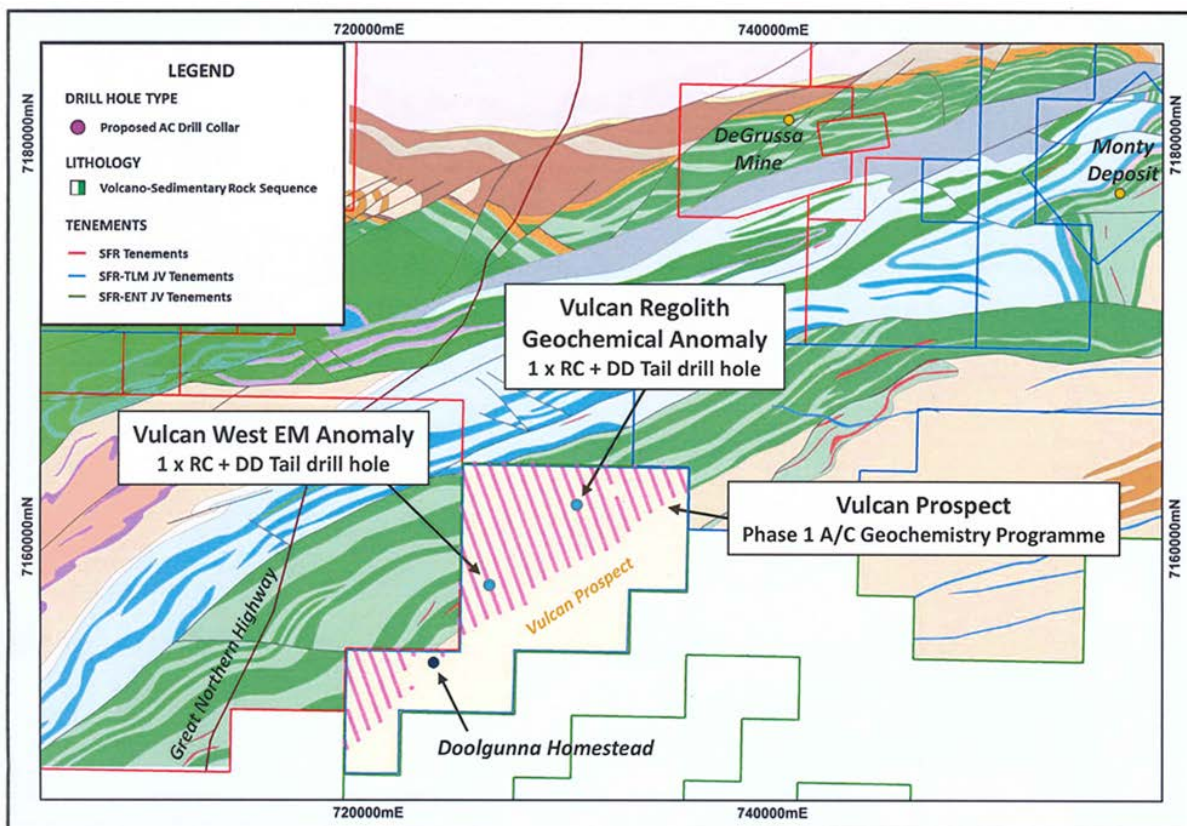 720000mE
740000mE
7180000mN
7180000mN
LEGEND
DRILL HOLE TYPE
Proposed AC Drill Collar
LITHOLOGY
Volcano-Sedimentary Rock Sequence
TENEMENTS
SFR Tenements
SFR-TLM JV Tenements
SFR-ENT JV Tenements
DeGrussa
Mine
Monty
Deposit
Vulcan Regolith
Geochemical Anomaly
1 x RC + DD Tail drill hole
Vulcan West EM Anomaly
1 x RC + DD Tail drill hole
Vulcan Prospect
Phase 1 A/C Geochemistry Programme
7160000mN
7160000mN
Vulcan Prospect
Great Northern Highway
Doolgunna Homestead
720000mE
740000mE